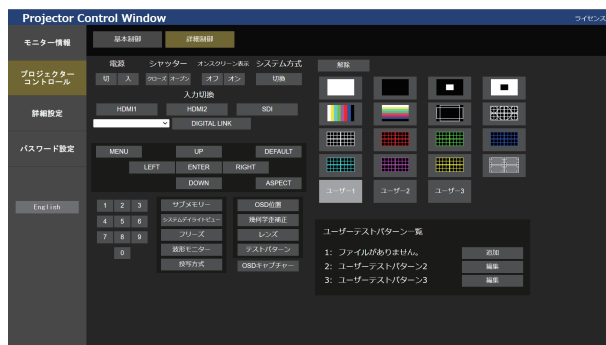 Projector Control Window
ライセンス
モニター情報
プロジェクター
コントロール
詳細設定
パスワード設定
English
基本制御 詳細制御
電源 シャッター オンスクリーン表示 システム方式
切 入 クローズ オープン オフ オン 切換
入力切換
HDMI1 HDMI2 SDI
DIGITAL LINK
MENU UP DEFAULT
LEFT ENTER RIGHT
DOWN ASPECT
1 2 3 サブメモリー OSD位置
4 5 6 システムデイライトビュー 幾何学歪補正
7 8 9 フリーズ レンズ
0 波形モニター テストパターン
投写方式 OSDキャプチャー
解除
ユーザー1 ユーザー2 ユーザー3
ユーザーテストパターン一覧
1: ファイルがありません。 追加
2: ユーザーテストパターン2 編集
3: ユーザーテストパターン3 編集